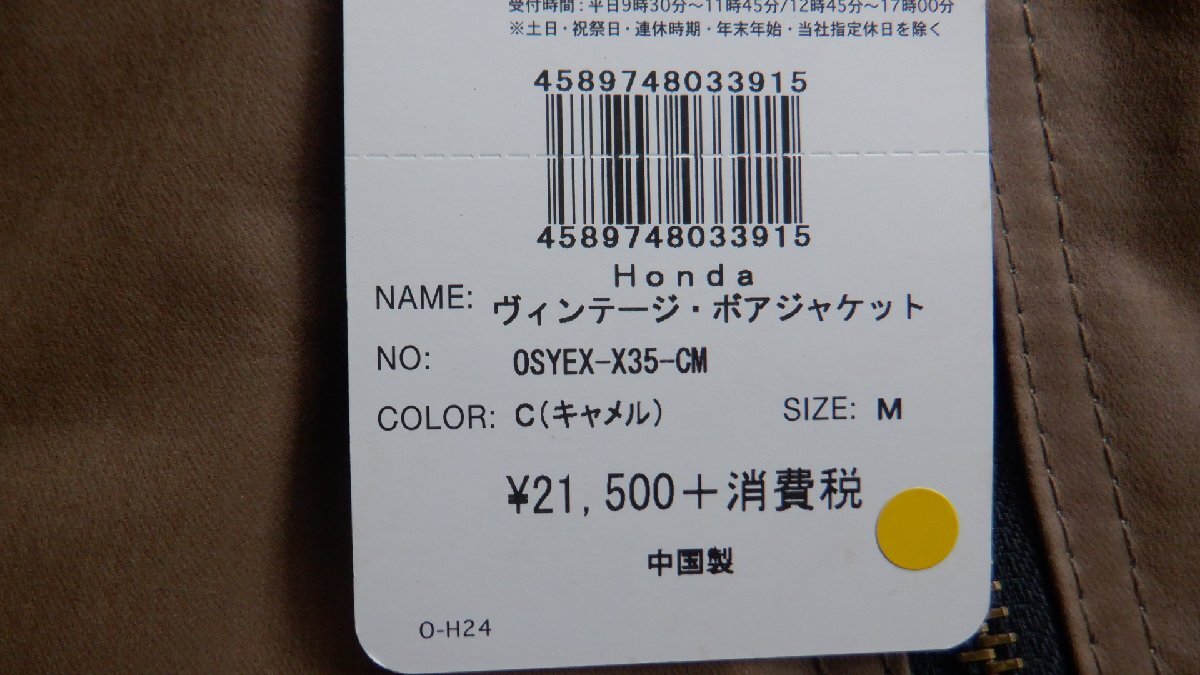 受付時間：平日9時30分～11時45分/12時45分～17時00分
※土日・祝祭日・連休時期・年末年始・当社指定休日を除く
4589748033915
4589748033915
Honda
NAME: ヴィンテージ・ボアジャケット
NO: OSYEX-X35-CM
COLOR: C(キャメル) SIZE: M
¥21,500＋消費税
中国製
O-H24